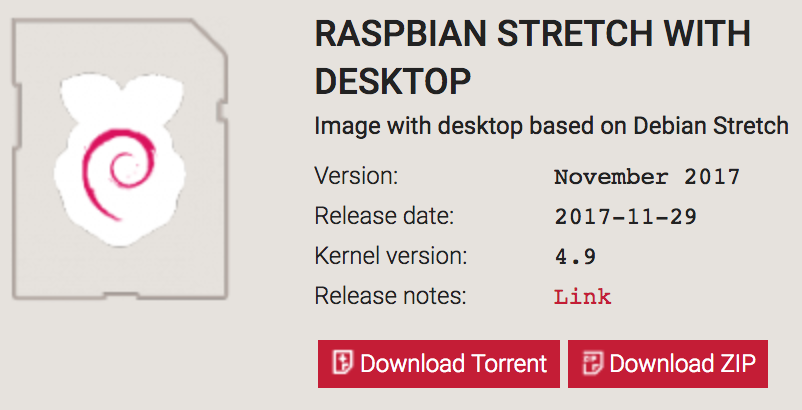 RASPBIAN STRETCH WITH
DESKTOP
Image with desktop based on Debian Stretch
Version: November 2017
Release date: 2017-11-29
Kernel version: 4.9
Release notes: Link
Download Torrent Download ZIP